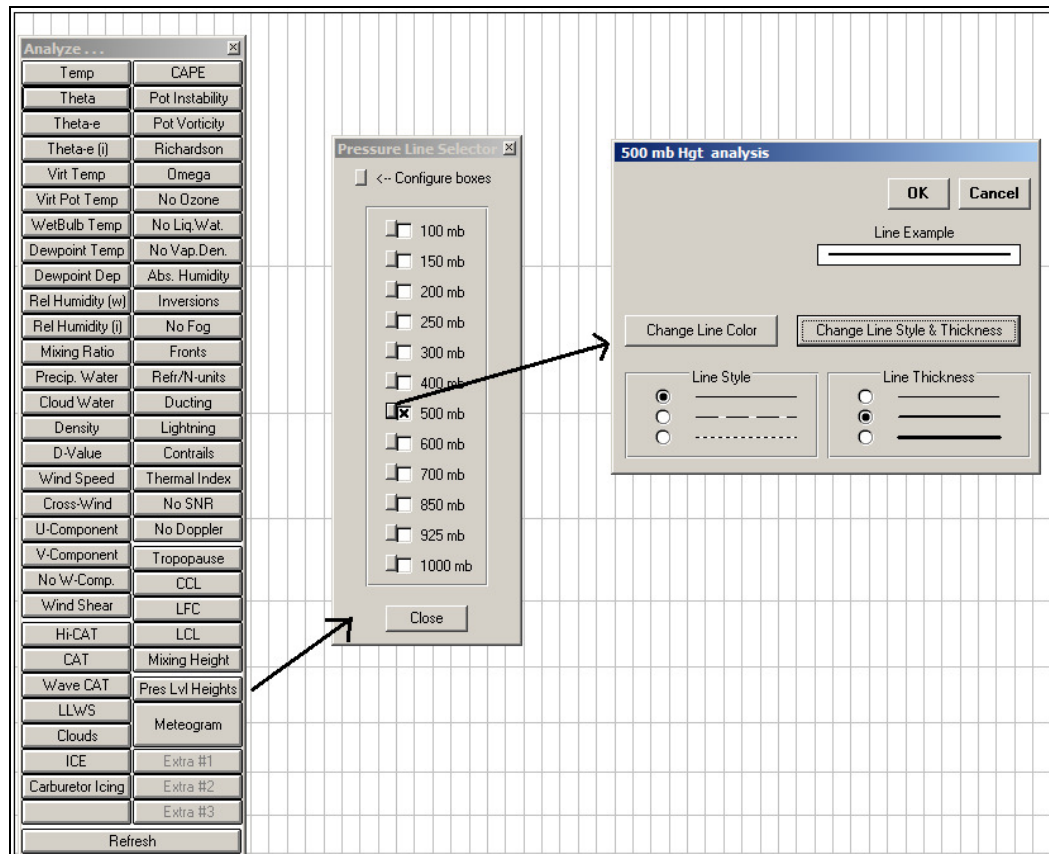 Analyze . . .
Temp
CAPE
Theta
Pot Instability
Theta-e
Pot Vorticity
Theta-e (i)
Richardson
Virt Temp
Omega
Virt Pot Temp
No Ozone
WetBulb Temp
No Liq.Wat.
Dewpoint Temp
No Vap.Den.
Dewpoint Dep
Abs. Humidity
Rel Humidity (w)
Inversions
Rel Humidity (i)
No Fog
Mixing Ratio
Fronts
Precip. Water
Refr/N-units
Cloud Water
Ducting
Density
Lightning
D-Value
Contrails
Wind Speed
Thermal Index
Cross-Wind
No SNR
U-Component
No Doppler
V-Component
Tropopause
No W-Comp.
CCL
Wind Shear
LFC
Hi-CAT
LCL
CAT
Mixing Height
Wave CAT
Pres Lvl Heights
LLWS
Meteogram
Clouds
ICE
Extra #1
Carburetor Icing
Extra #2
Extra #3
Refresh
Pressure Line Selector
<-- Configure boxes
100 mb
150 mb
200 mb
250 mb
300 mb
400 mb
500 mb
600 mb
700 mb
850 mb
925 mb
1000 mb
Close
500 mb Hgt analysis
OK
Cancel
Line Example
Change Line Color
Change Line Style & Thickness
Line Style
Line Thickness